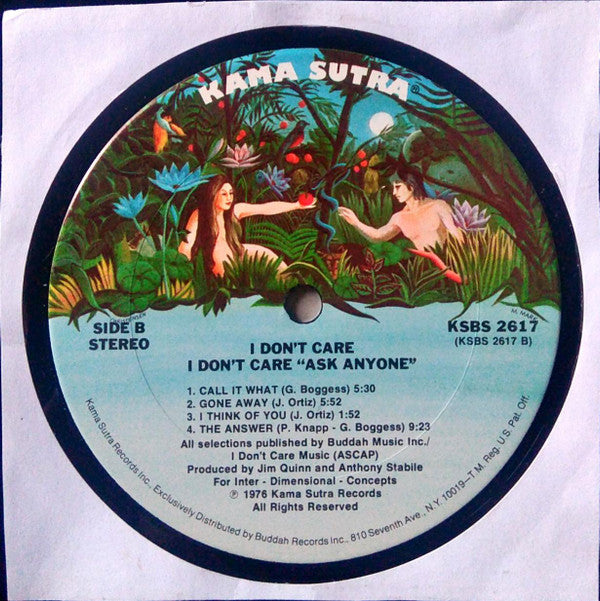 KAMA SUTRA®
SIDE B
STEREO
KSBS 2617
(KSBS 2617 B)
I DON'T CARE
I DON'T CARE “ASK ANYONE”
1. CALL IT WHAT (G. Boggess) 5:30
2. GONE AWAY (J. Ortiz) 5:52
3. I THINK OF YOU (J. Ortiz) 1:52
4. THE ANSWER (P. Knapp - G. Boggess) 9:23
All selections published by Buddah Music Inc./
I Don't Care Music (ASCAP)
Produced by Jim Quinn and Anthony Stabile
For Inter - Dimensional - Concepts
Ⓟ 1976 Kama Sutra Records
All Rights Reserved
Kama Sutra Records Inc., Exclusively Distributed by Buddah Records Inc., 810 Seventh Ave., N.Y. 10019—T.M. Reg. U.S. Pat. Off.